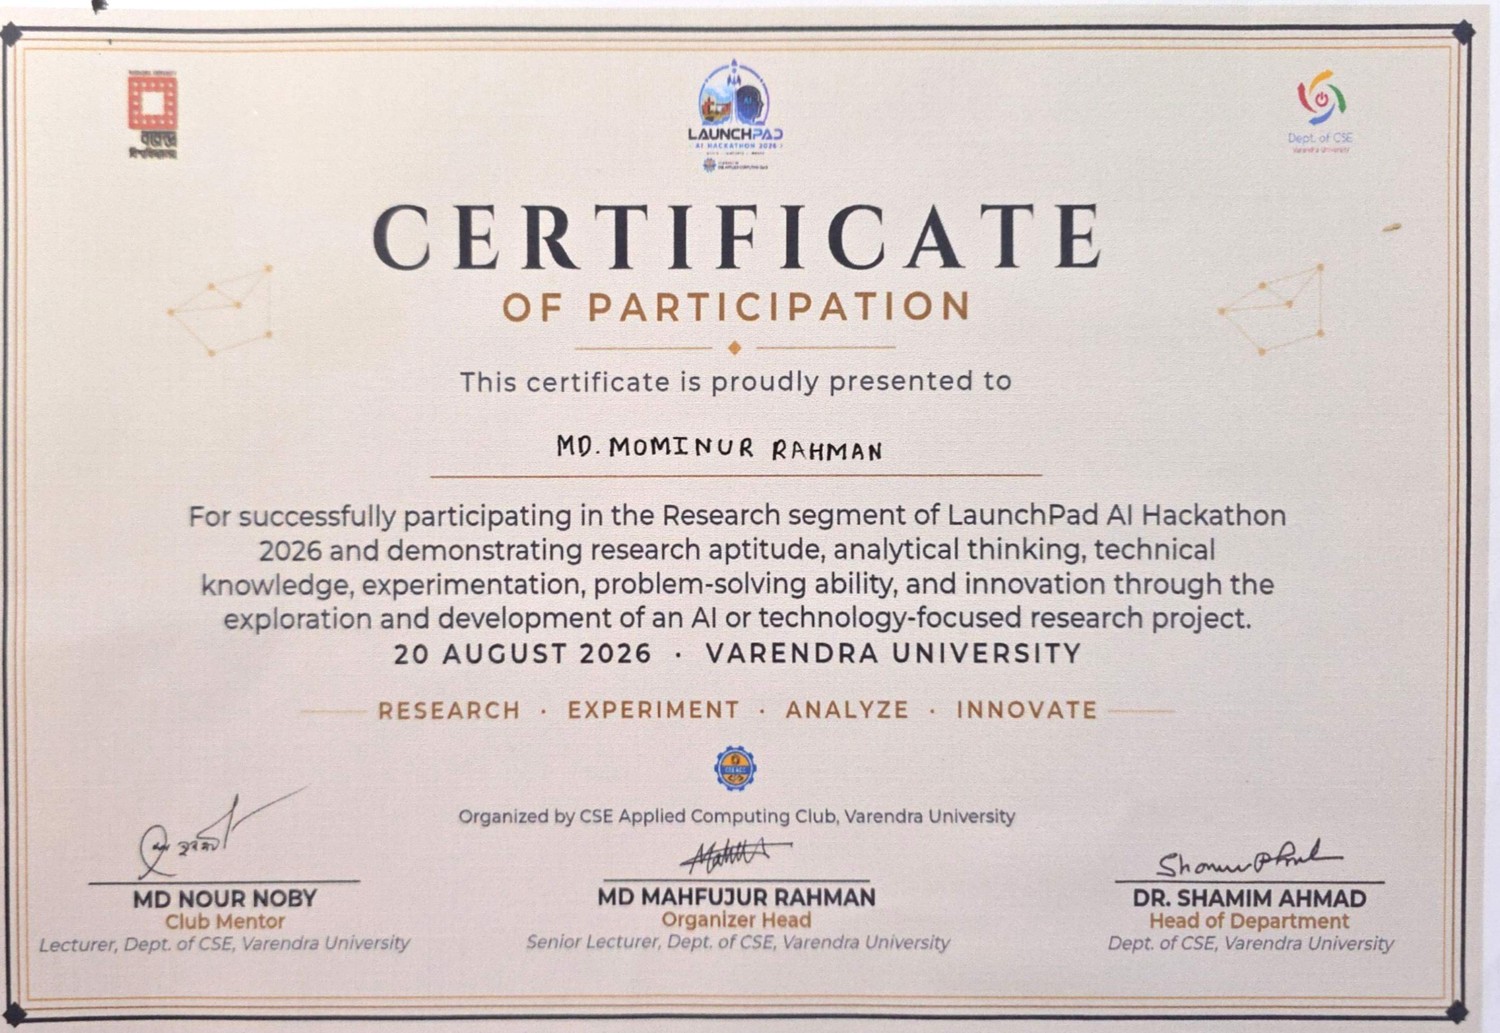 বরেন্দ্র
বিশ্ববিদ্যালয়
LAUNCHPAD
AI HACKATHON 2026
Dept. of CSE
Varendra University
CERTIFICATE
OF PARTICIPATION
This certificate is proudly presented to
MD. MOMINUR RAHMAN
For successfully participating in the Research segment of LaunchPad AI Hackathon
2026 and demonstrating research aptitude, analytical thinking, technical
knowledge, experimentation, problem-solving ability, and innovation through the
exploration and development of an AI or technology-focused research project.
20 AUGUST 2026 · VARENDRA UNIVERSITY
RESEARCH · EXPERIMENT · ANALYZE · INNOVATE
Organized by CSE Applied Computing Club, Varendra University
MD NOUR NOBY
Club Mentor
Lecturer, Dept. of CSE, Varendra University
MD MAHFUJUR RAHMAN
Organizer Head
Senior Lecturer, Dept. of CSE, Varendra University
DR. SHAMIM AHMAD
Head of Department
Dept. of CSE, Varendra University